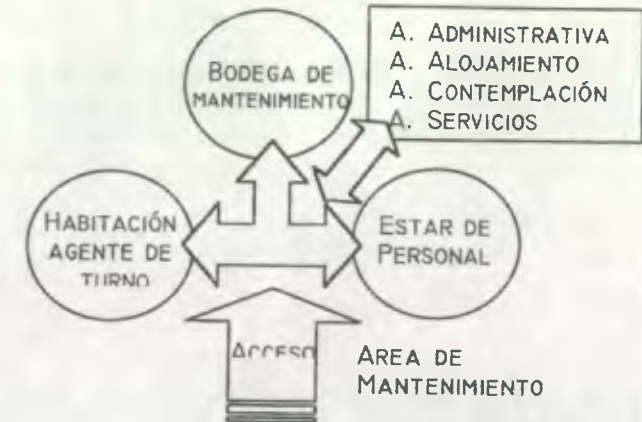 A. ADMINISTRATIVA
A. ALOJAMIENTO
A. CONTEMPLACIÓN
A. SERVICIOS
BODEGA DE
MANTENIMIENTO
HABITACIÓN
AGENTE DE
TURNO
ESTAR DE
PERSONAL
ACCESO
AREA DE
MANTENIMIENTO